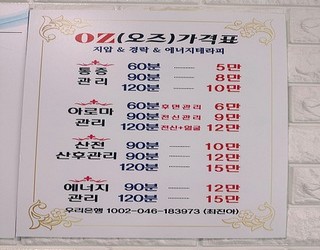 OZ(오즈)가격표
지압 & 경락 & 에너지테라피
통증 관리
60분 5만
90분 8만
120분 10만
아로마 관리
60분 후면관리 6만
90분 전신관리 9만
120분 전신+얼굴 12만
산전 산후관리
90분 10만
90분 12만
120분 15만
에너지 관리
90분 12만
120분 15만
우리은행 1002-046-183973 (최진아)